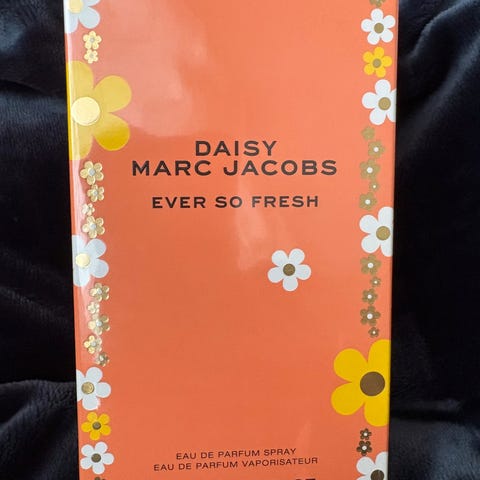 DAISY
MARC JACOBS
EVER SO FRESH
EAU DE PARFUM SPRAY
EAU DE PARFUM VAPORISATEUR